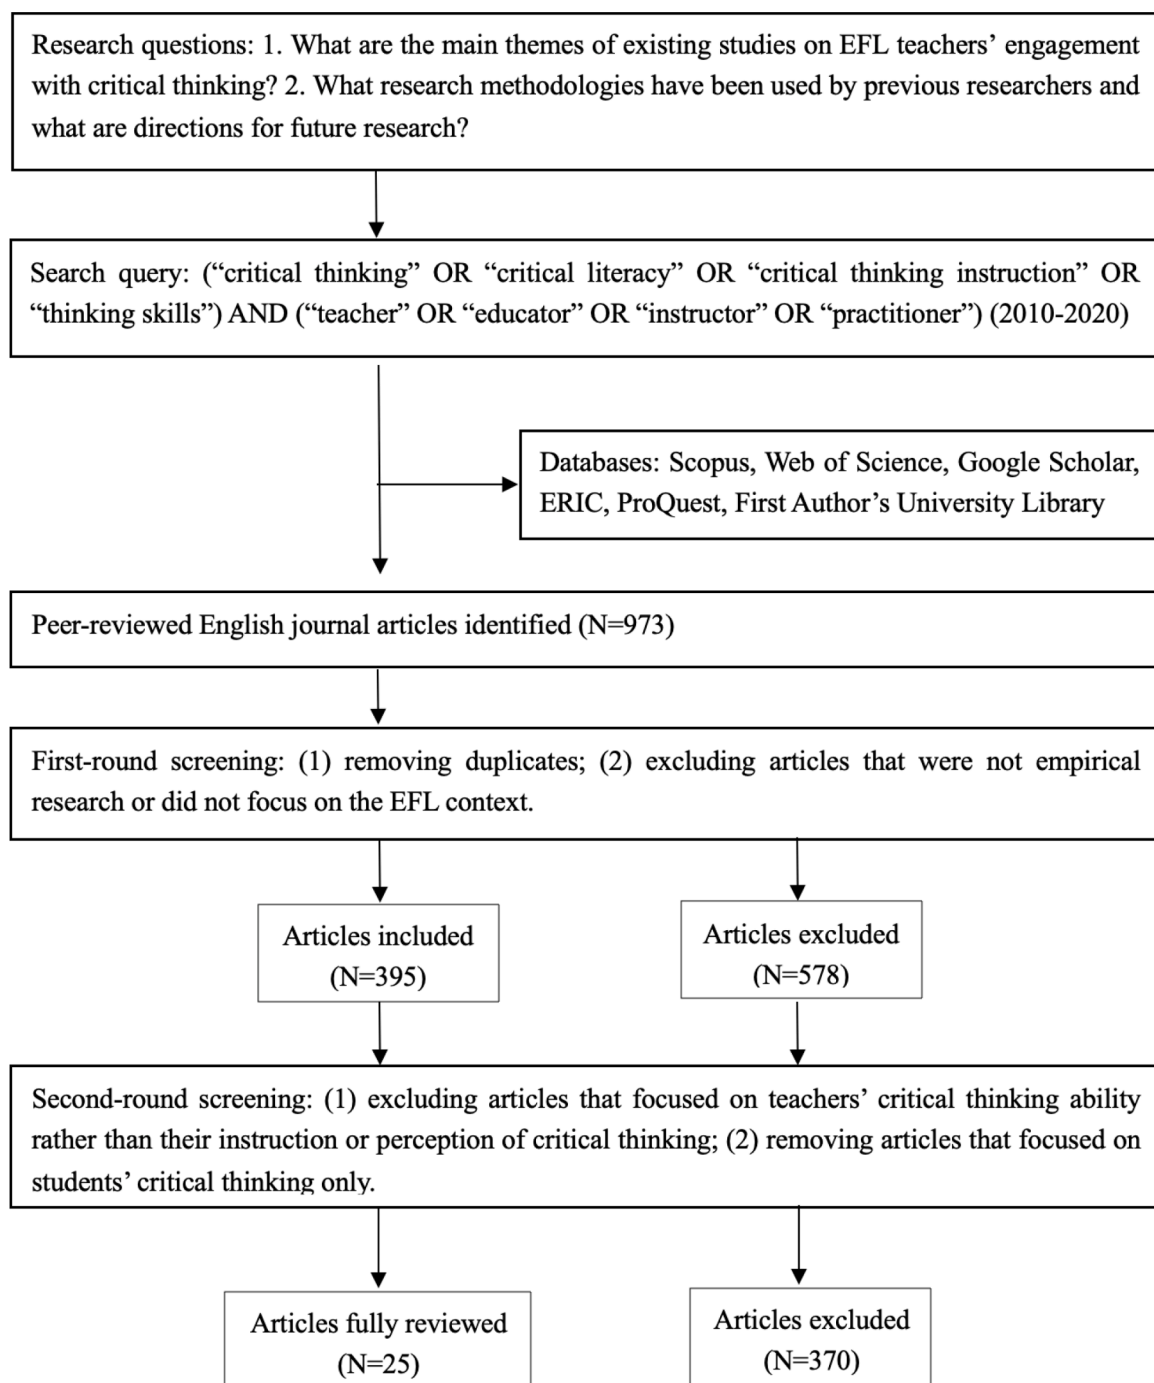 Research questions: 1. What are the main themes of existing studies on EFL teachers’ engagement
with critical thinking? 2. What research methodologies have been used by previous researchers and
what are directions for future research?
Search query: (“critical thinking” OR “critical literacy” OR “critical thinking instruction” OR
“thinking skills”) AND (“teacher” OR “educator” OR “instructor” OR “practitioner”) (2010-2020)
Databases: Scopus, Web of Science, Google Scholar,
ERIC, ProQuest, First Author’s University Library
Peer-reviewed English journal articles identified (N=973)
First-round screening: (1) removing duplicates; (2) excluding articles that were not empirical
research or did not focus on the EFL context.
Articles included
(N=395)
Articles excluded
(N=578)
Second-round screening: (1) excluding articles that focused on teachers’ critical thinking ability
rather than their instruction or perception of critical thinking; (2) removing articles that focused on
students’ critical thinking only.
Articles fully reviewed
(N=25)
Articles excluded
(N=370)